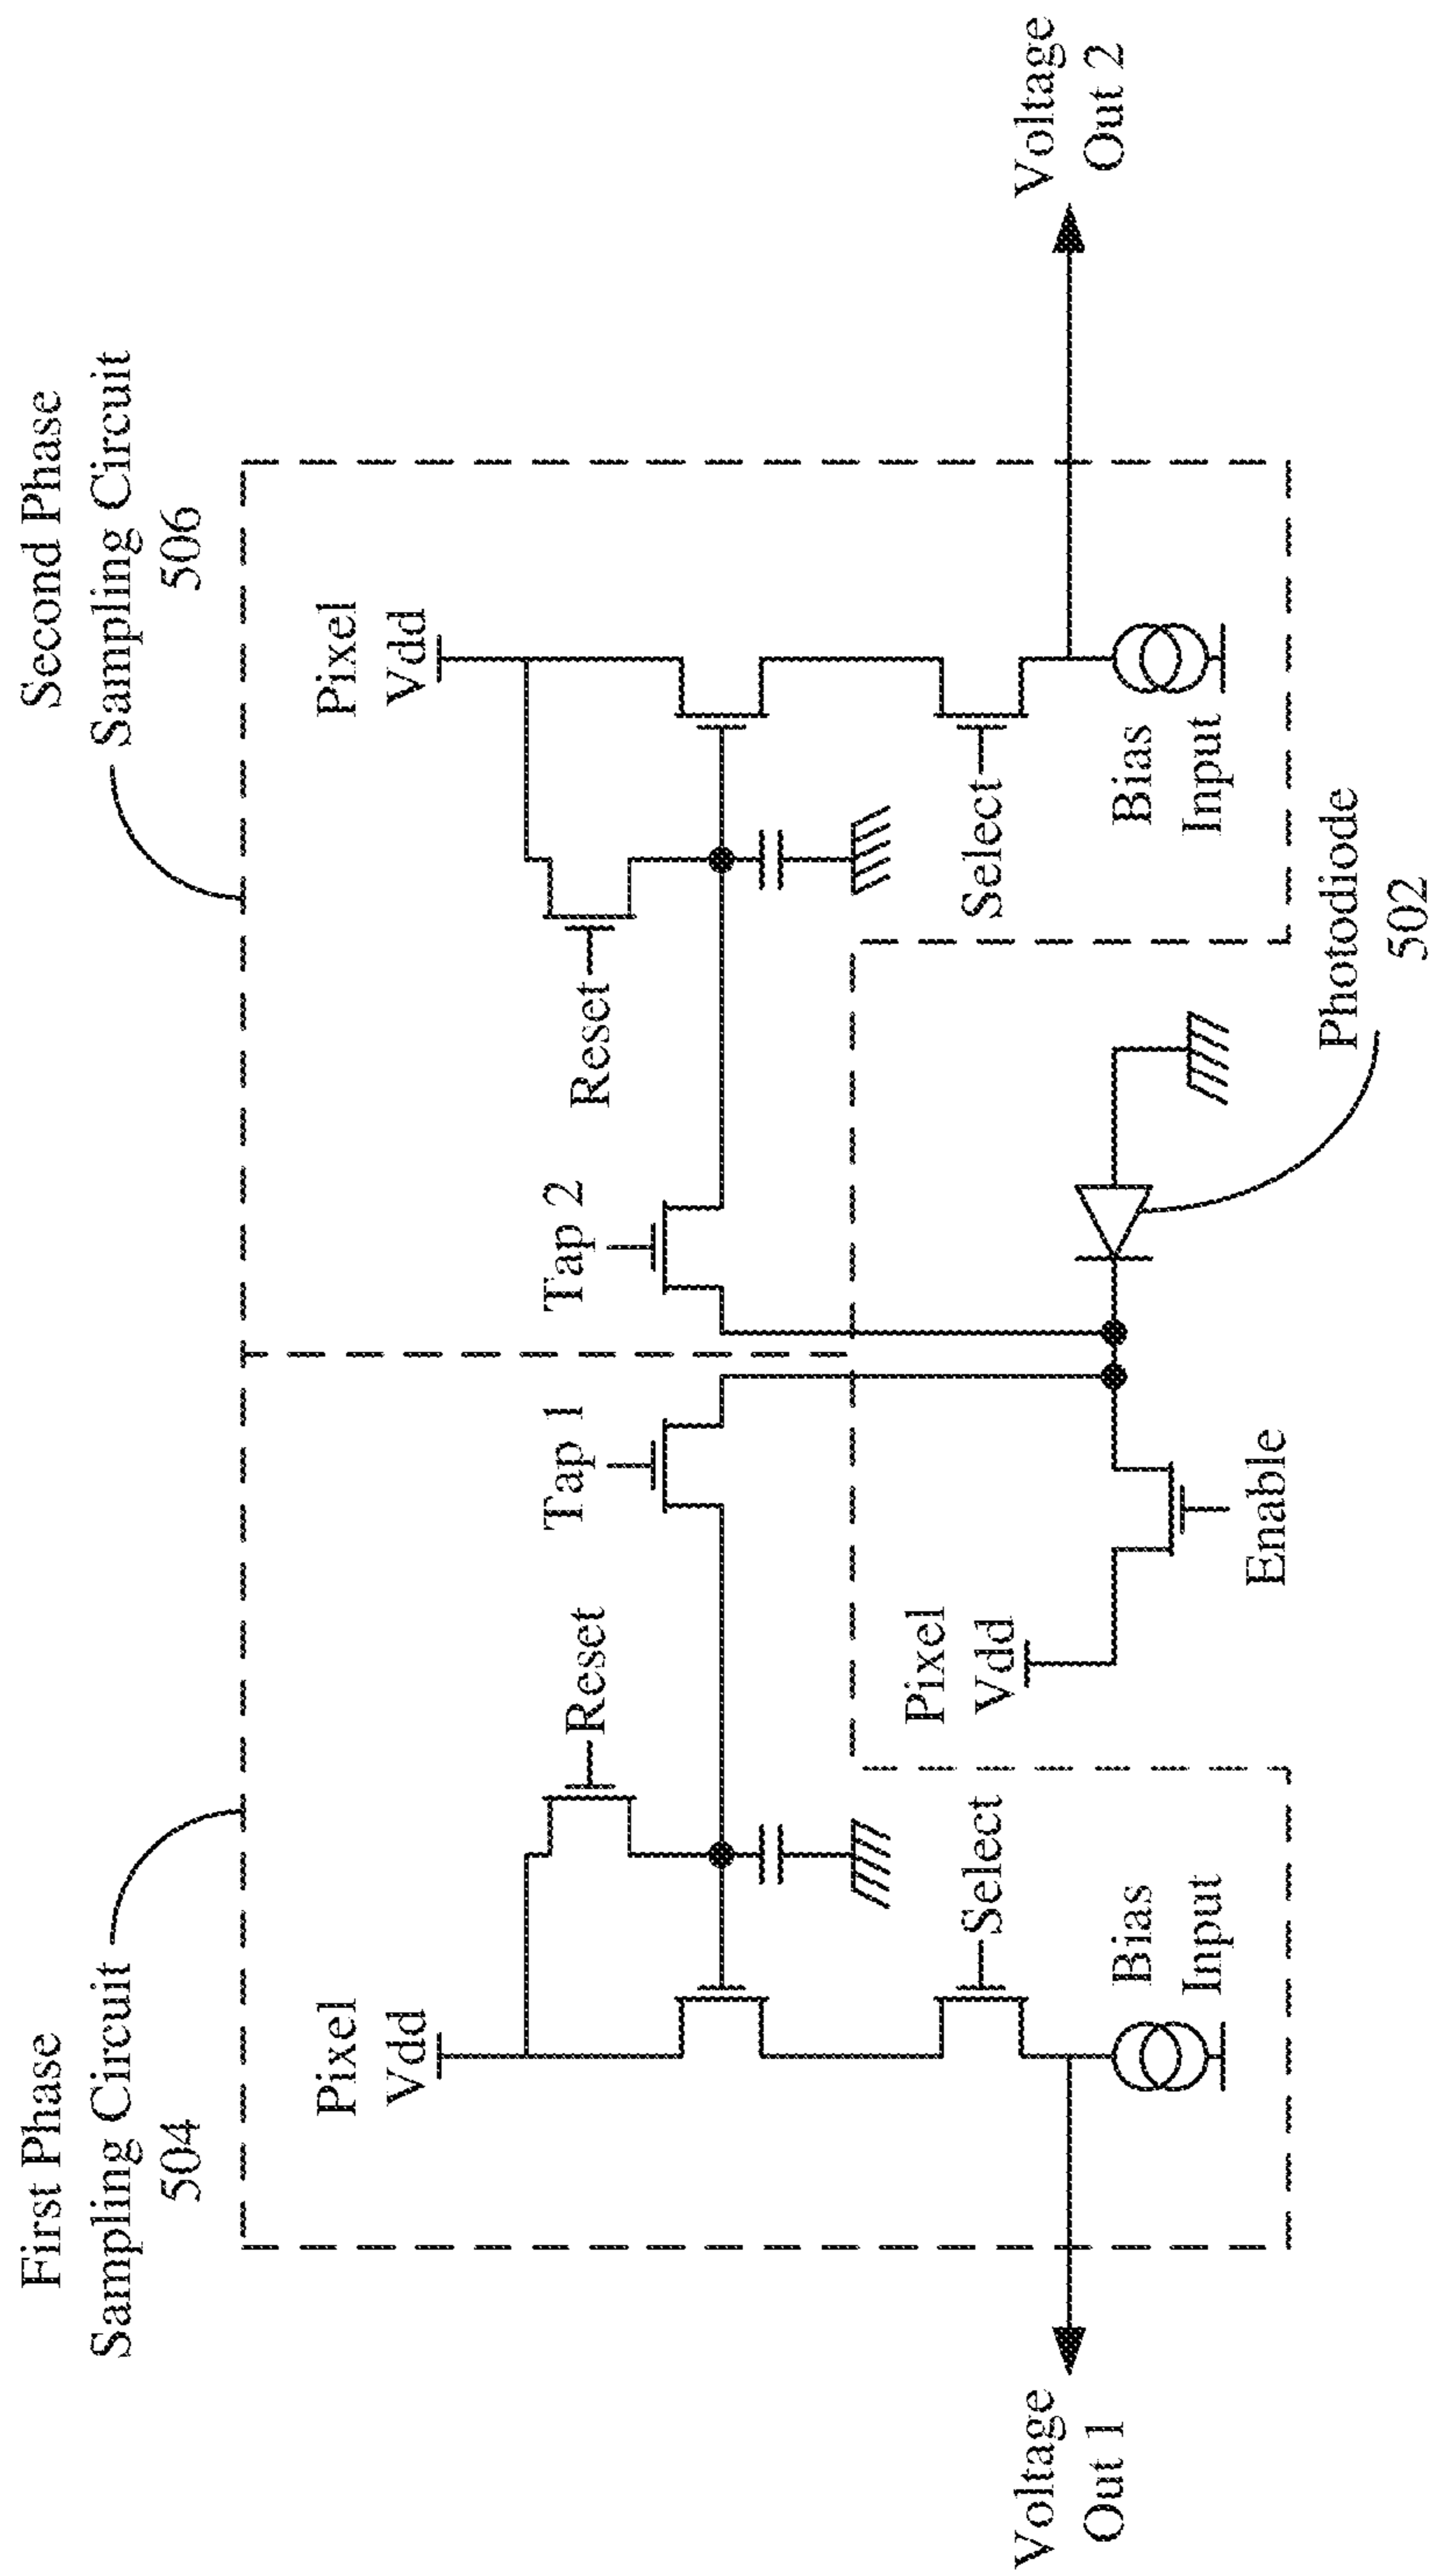 First Phase
Sampling Circuit
504
Second Phase
Sampling Circuit
506
Pixel
Vdd
Pixel
Vdd
Reset
Tap 1
Tap 2
Reset
Select
Pixel
Vdd
Select
Voltage
Out 1
Bias
Input
Bias
Input
Voltage
Out 2
Enable
Photodiode
502